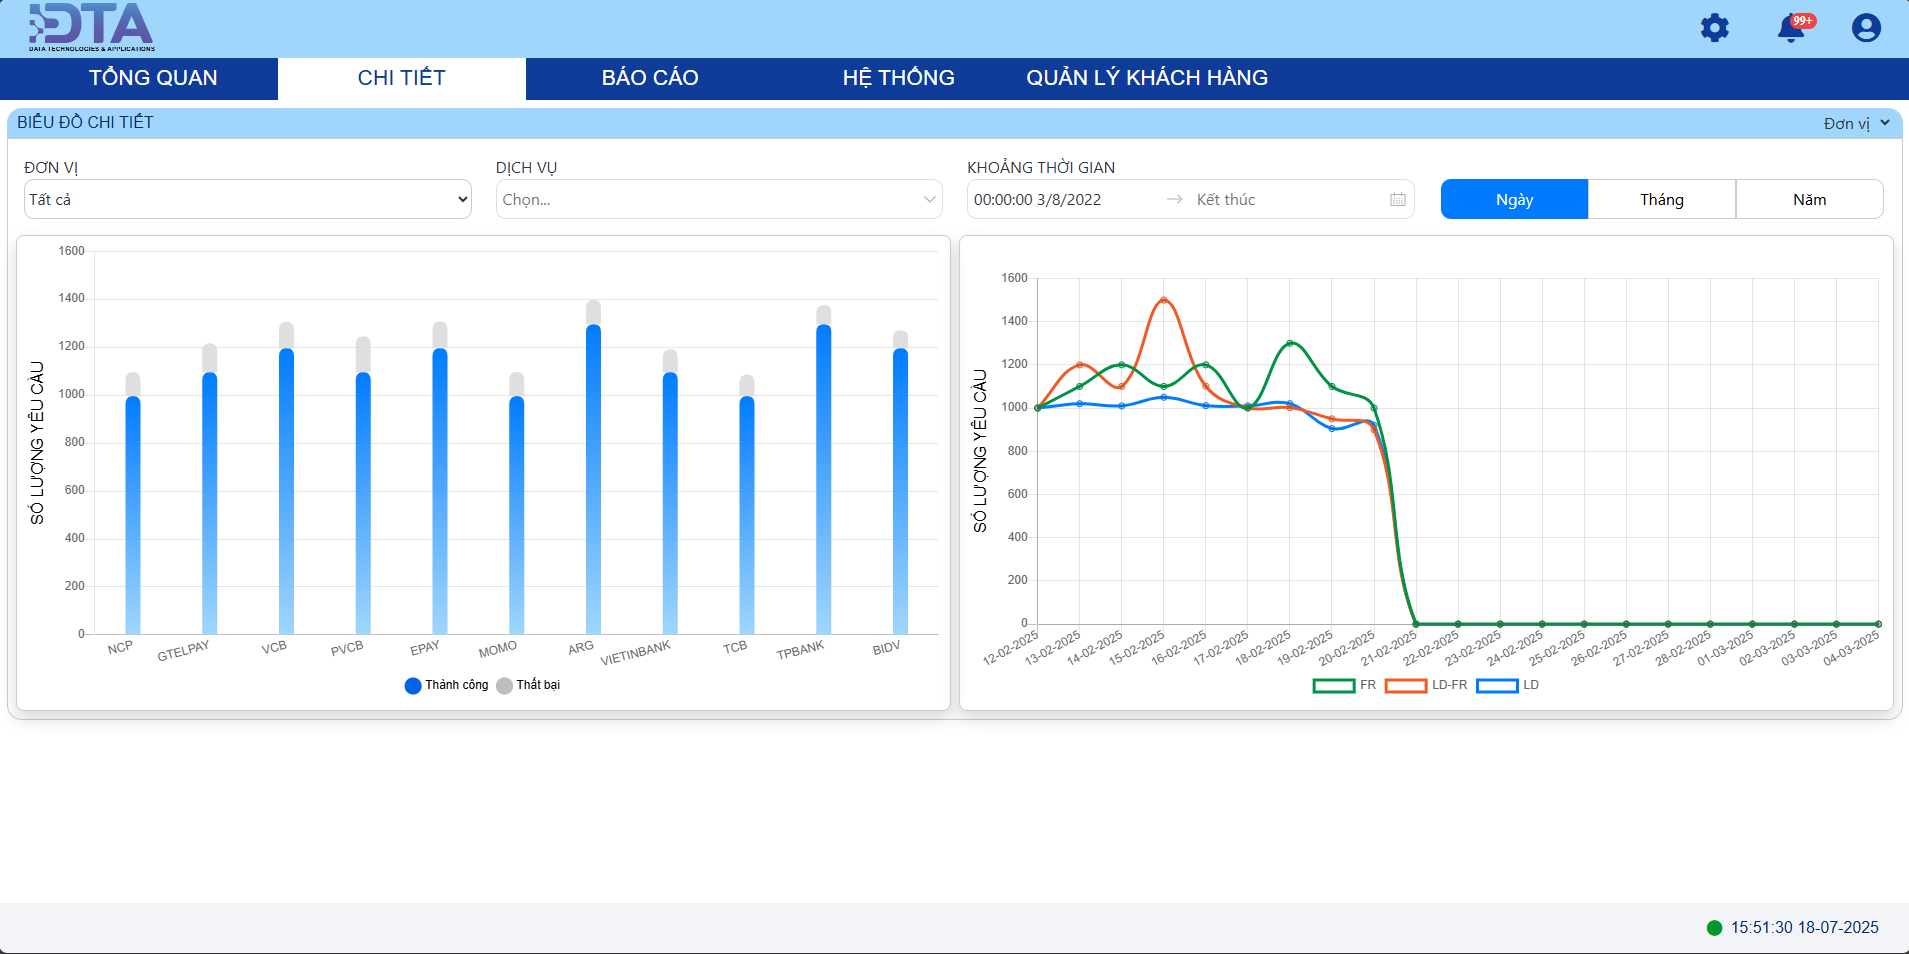 DTA
DATA TECHNOLOGIES & APPLICATIONS
99+
TỔNG QUAN
CHI TIẾT
BÁO CÁO
HỆ THỐNG
QUẢN LÝ KHÁCH HÀNG
BIỂU ĐỒ CHI TIẾT
Đơn vị
ĐƠN VỊ
DỊCH VỤ
KHOẢNG THỜI GIAN
Tất cả
Chọn...
00:00:00 3/8/2022
Kết thúc
Ngày
Tháng
Năm
SỐ LƯỢNG YÊU CẦU
1600
1400
1200
1000
800
600
400
200
0
NCP
GTELPAY
VCB
PVCB
EPAY
MOMO
ARG
VIETINBANK
TCB
TPBANK
BIDV
Thành công
Thất bại
SỐ LƯỢNG YÊU CẦU
1600
1400
1200
1000
800
600
400
200
0
12-02-2025
13-02-2025
14-02-2025
15-02-2025
16-02-2025
17-02-2025
18-02-2025
19-02-2025
20-02-2025
21-02-2025
22-02-2025
23-02-2025
24-02-2025
25-02-2025
26-02-2025
27-02-2025
28-02-2025
01-03-2025
02-03-2025
03-03-2025
04-03-2025
FR
LD-FR
LD
15:51:30 18-07-2025